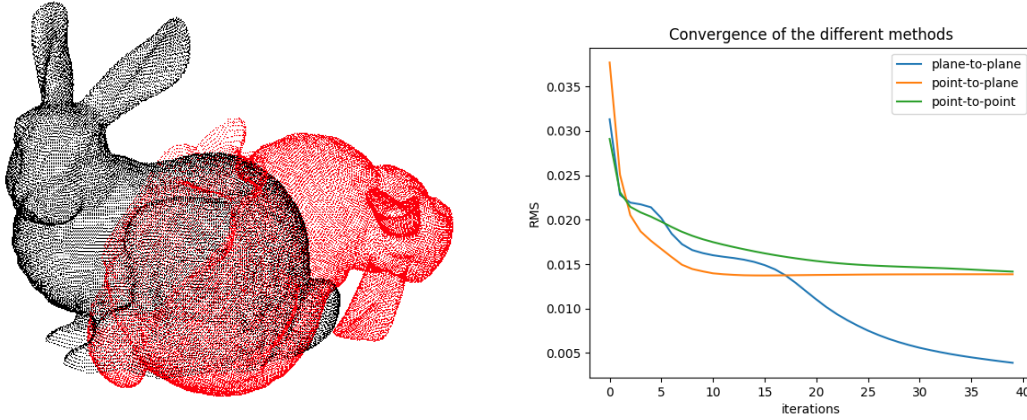 Convergence of the different methods
plane-to-plane
point-to-plane
point-to-point
RMS
0.035
0.030
0.025
0.020
0.015
0.010
0.005
0 5 10 15 20 25 30 35 40
iterations